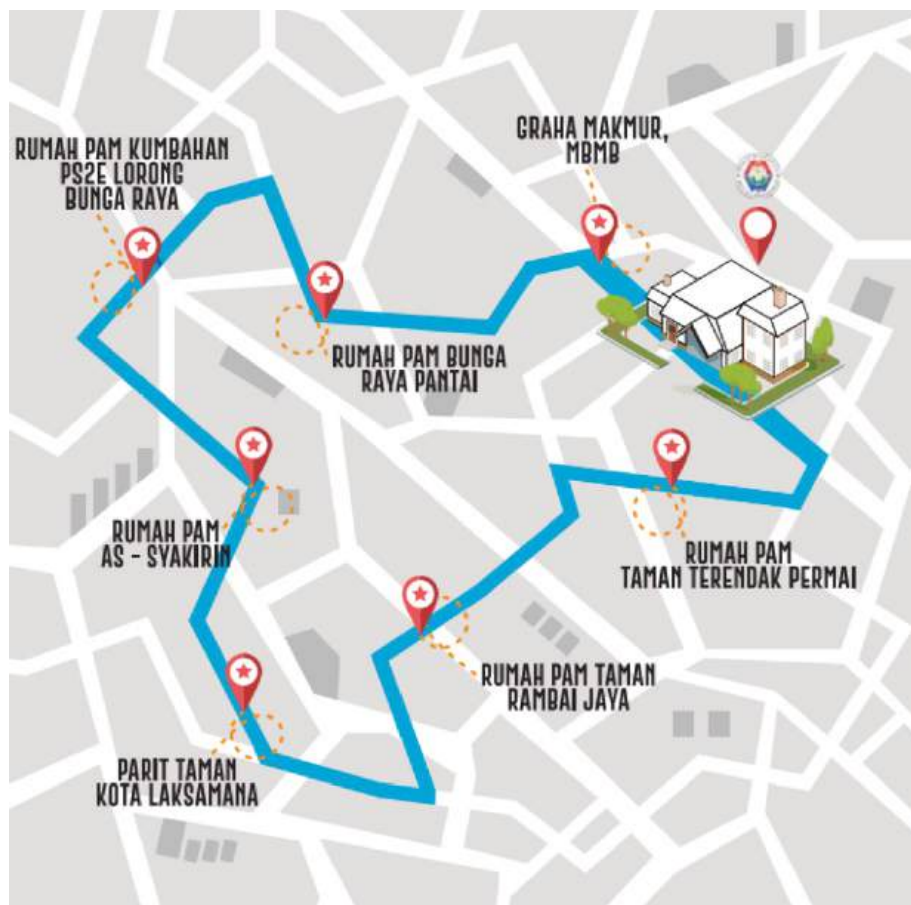 GRAHA MAKMUR,
MBMB
RUMAH PAM KUMBAHAN
PS2E LORONG
BUNGA RAYA
RUMAH PAM BUNGA
RAYA PANTAI
RUMAH PAM
AS - SYAKIRIN
RUMAH PAM
TAMAN TERENDAK PERMAI
RUMAH PAM TAMAN
RAMBAI JAYA
PARIT TAMAN
KOTA LAKSAMANA